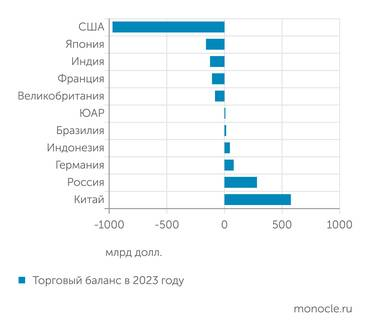 США
Япония
Индия
Франция
Великобритания
ЮАР
Бразилия
Индонезия
Германия
Россия
Китай
-1000 -500 0 500 1000
млрд долл.
Торговый баланс в 2023 году
monocle.ru